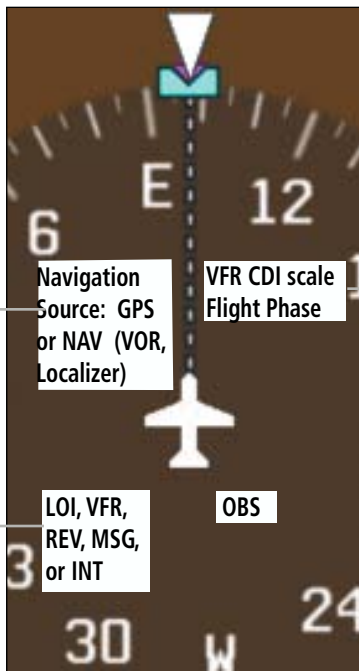 E
12
6
Navigation
Source: GPS
or NAV (VOR,
Localizer)
VFR CDI scale
Flight Phase
1
LOI, VFR,
REV, MSG,
or INT
OBS
3
24
30
W